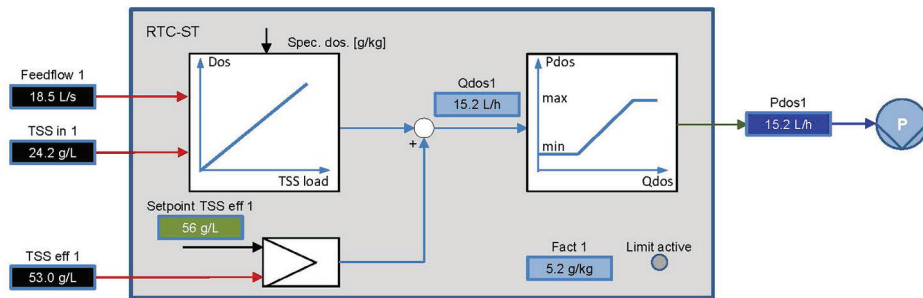 RTC-ST
Spec. dos. [g/kg]
Feedflow 1
18.5 L/s
TSS in 1
24.2 g/L
Dos
TSS load
Qdos1
15.2 L/h
+
Pdos
max
min
Qdos
Pdos1
15.2 L/h
P
Setpoint TSS eff 1
56 g/L
TSS eff 1
53.0 g/L
Fact 1
5.2 g/kg
Limit active